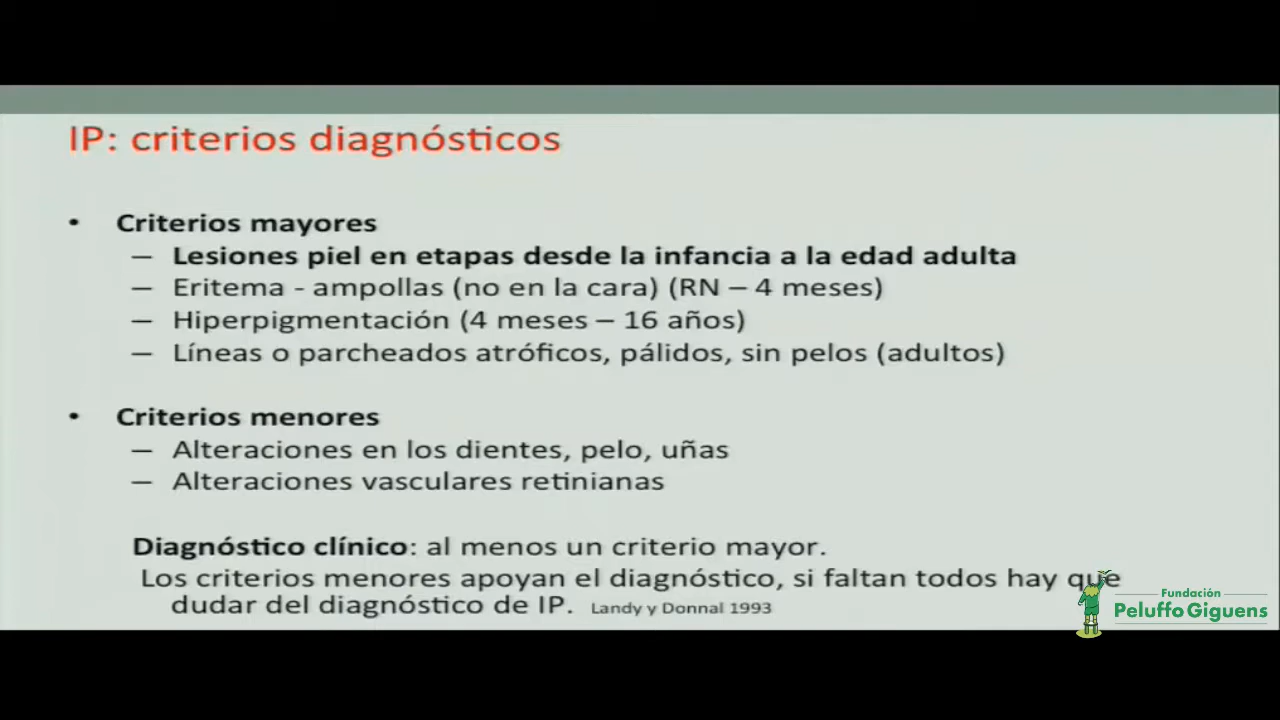 IP: criterios diagnósticos
• Criterios mayores
– Lesiones piel en etapas desde la infancia a la edad adulta
– Eritema - ampollas (no en la cara) (RN – 4 meses)
– Hiperpigmentación (4 meses – 16 años)
– Líneas o parcheados atróficos, pálidos, sin pelos (adultos)
• Criterios menores
– Alteraciones en los dientes, pelo, uñas
– Alteraciones vasculares retinianas
Diagnóstico clínico: al menos un criterio mayor.
Los criterios menores apoyan el diagnóstico, si faltan todos hay que
dudar del diagnóstico de IP. Landy y Donnal 1993
Fundación
Peluffo Giguens